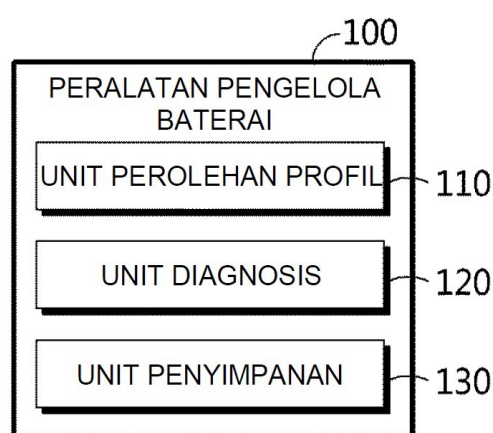 100
PERALATAN PENGELOLA
BATERAI
UNIT PEROLEHAN PROFIL
110
UNIT DIAGNOSIS
120
UNIT PENYIMPANAN
130